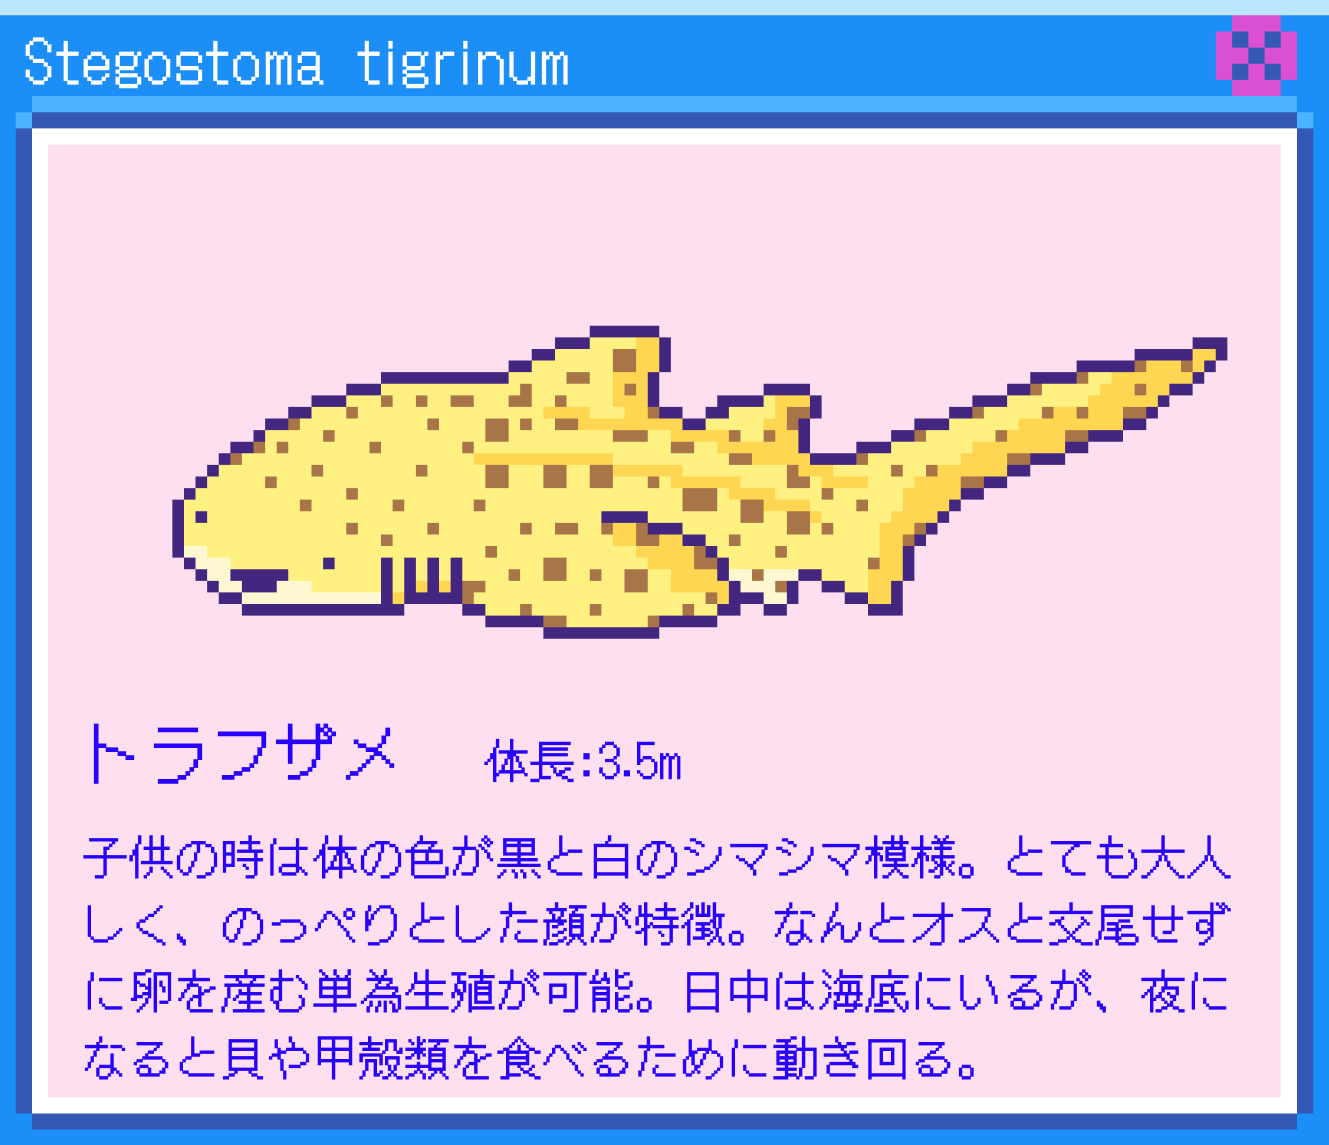 Stegostoma tigrinum
トラフザメ 体長:3.5m
子供の時は体の色が黒と白のシマシマ模様。とても大人
しく、のっぺりとした顔が特徴。なんとオスと交尾せず
に卵を産む単為生殖が可能。日中は海底にいるが、夜に
なると貝や甲殻類を食べるために動き回る。